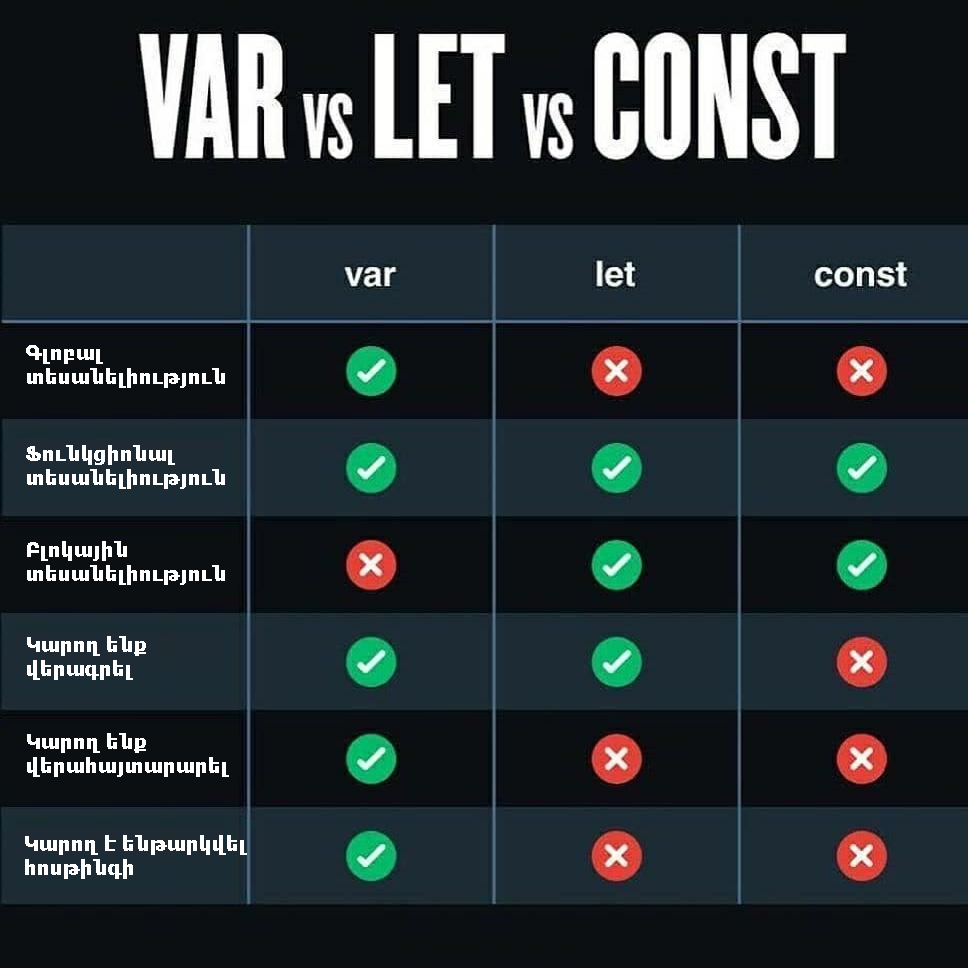 VAR vs LET vs CONST
var let const
Գլոբալ
տեսանելիություն
Ֆունկցիոնալ
տեսանելիություն
Բլոկային
տեսանելիություն
Կարող ենք
վերագրել
Կարող ենք
վերահայտարարել
Կարող է ենթարկվել
հոսթինգի